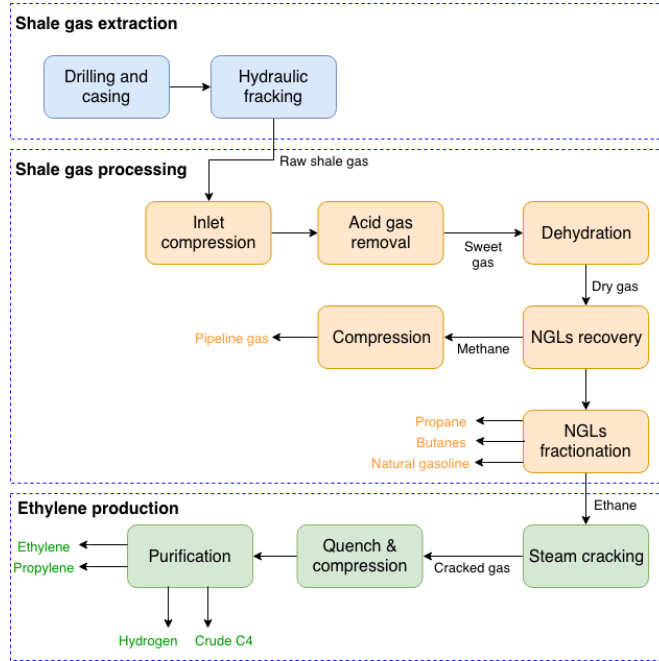 Shale gas extraction
Drilling and
casing
Hydraulic
fracking
Raw shale gas
Shale gas processing
Inlet
compression
Acid gas
removal
Sweet
gas
Dehydration
Dry gas
NGLs recovery
Methane
Compression
Pipeline gas
NGLs
fractionation
Propane
Butanes
Natural gasoline
Ethane
Ethylene production
Steam cracking
Cracked gas
Quench &
compression
Purification
Ethylene
Propylene
Hydrogen
Crude C4